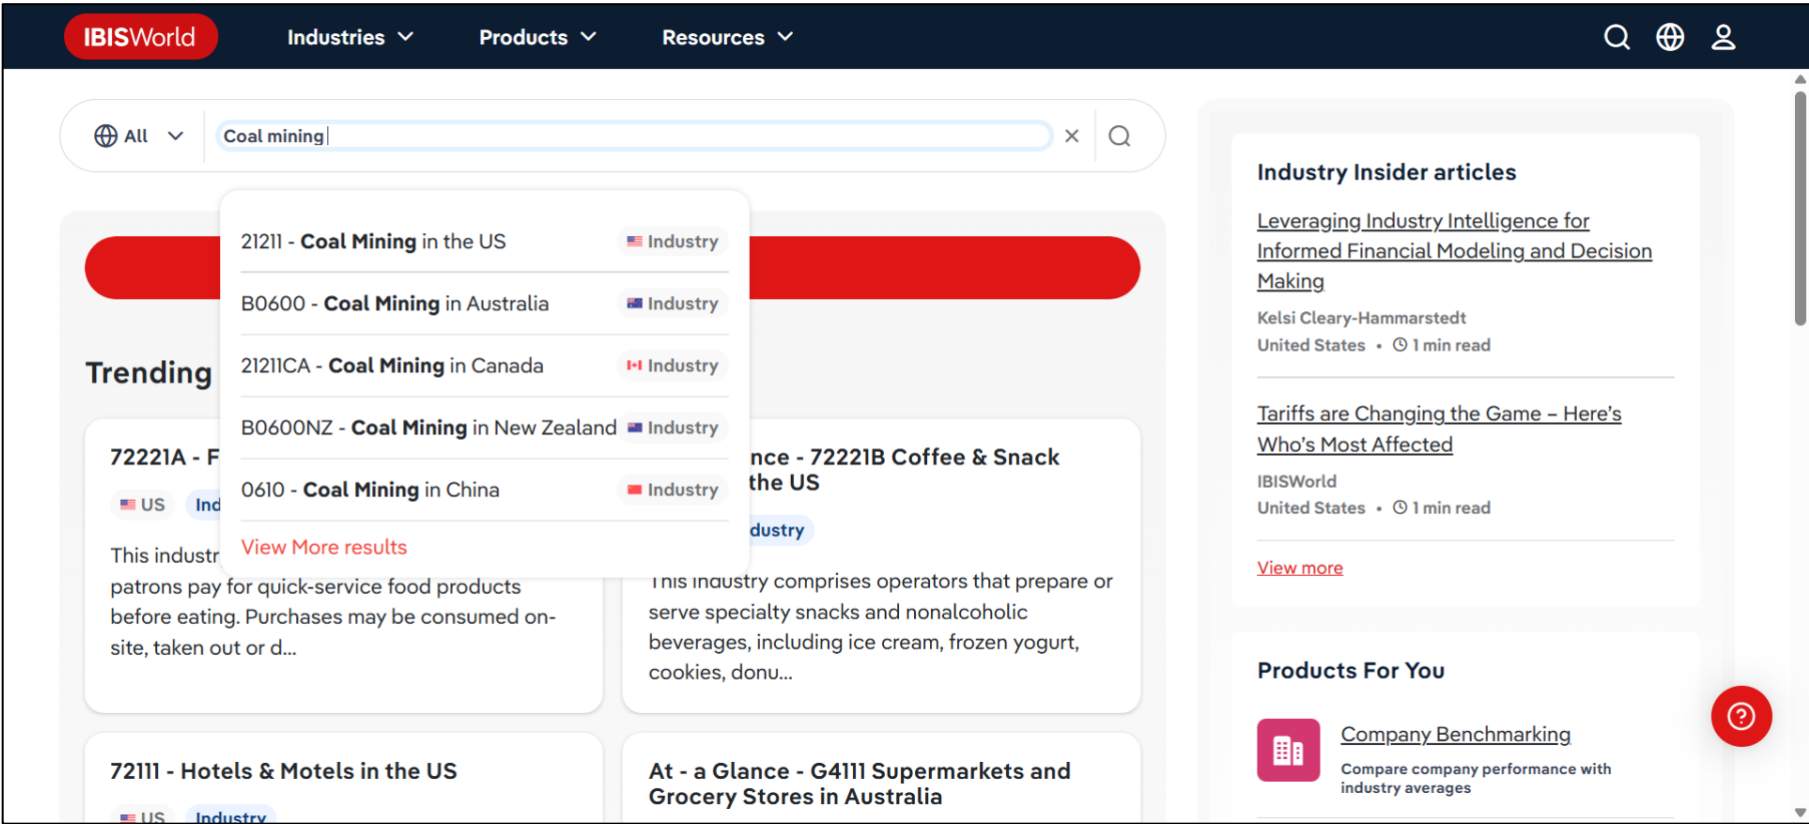 IBISWorld
Industries
Products
Resources
All
Coal mining
21211 - Coal Mining in the US
Industry
B0600 - Coal Mining in Australia
Industry
21211CA - Coal Mining in Canada
Industry
B0600NZ - Coal Mining in New Zealand
Industry
0610 - Coal Mining in China
Industry
View More results
Trending
72221A - F
US
Ind
This industr
patrons pay for quick-service food products
before eating. Purchases may be consumed on-
site, taken out or d...
nce - 72221B Coffee & Snack
the US
dustry
This industry comprises operators that prepare or
serve specialty snacks and nonalcoholic
beverages, including ice cream, frozen yogurt,
cookies, donu...
72111 - Hotels & Motels in the US
US
Industry
At - a Glance - G4111 Supermarkets and
Grocery Stores in Australia
Industry Insider articles
Leveraging Industry Intelligence for
Informed Financial Modeling and Decision
Making
Kelsi Cleary-Hammarstedt
United States • 1 min read
Tariffs are Changing the Game – Here's
Who's Most Affected
IBISWorld
United States • 1 min read
View more
Products For You
Company Benchmarking
Compare company performance with
industry averages